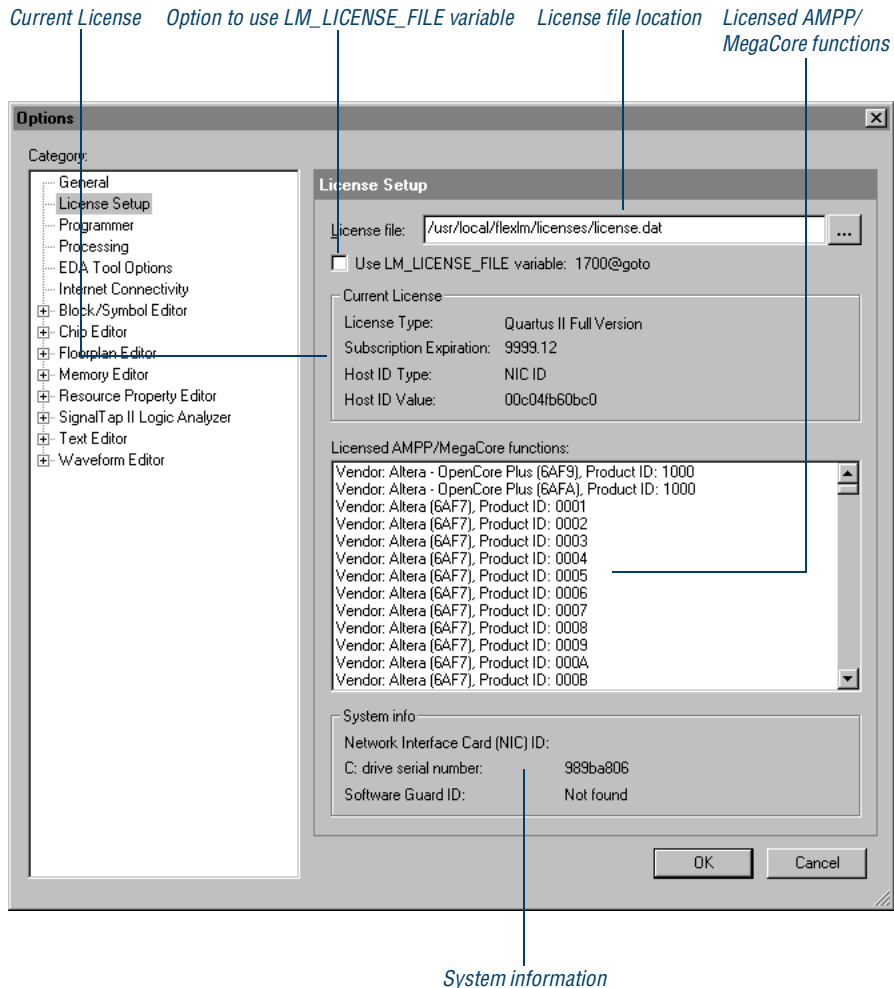 Current License
Option to use LM_LICENSE_FILE variable
License file location
Licensed AMPP/
MegaCore functions
Options
Category:
General
License Setup
Programmer
Processing
EDA Tool Options
Internet Connectivity
Block/Symbol Editor
Chip Editor
Floorplan Editor
Memory Editor
Resource Property Editor
SignalTap II Logic Analyzer
Text Editor
Waveform Editor
License Setup
License file: /usr/local/flexlm/licenses/license.dat ...
Use LM_LICENSE_FILE variable: 1700@goto
Current License
License Type: Quartus II Full Version
Subscription Expiration: 9999.12
Host ID Type: NIC ID
Host ID Value: 00c04fb60bc0
Licensed AMPP/MegaCore functions:
Vendor: Altera - OpenCore Plus (6AF9), Product ID: 1000
Vendor: Altera - OpenCore Plus (6AFA), Product ID: 1000
Vendor: Altera (6AF7), Product ID: 0001
Vendor: Altera (6AF7), Product ID: 0002
Vendor: Altera (6AF7), Product ID: 0003
Vendor: Altera (6AF7), Product ID: 0004
Vendor: Altera (6AF7), Product ID: 0005
Vendor: Altera (6AF7), Product ID: 0006
Vendor: Altera (6AF7), Product ID: 0007
Vendor: Altera (6AF7), Product ID: 0008
Vendor: Altera (6AF7), Product ID: 0009
Vendor: Altera (6AF7), Product ID: 000A
Vendor: Altera (6AF7), Product ID: 000B
System info
Network Interface Card (NIC) ID:
C: drive serial number: 989ba806
Software Guard ID: Not found
OK
Cancel
System information